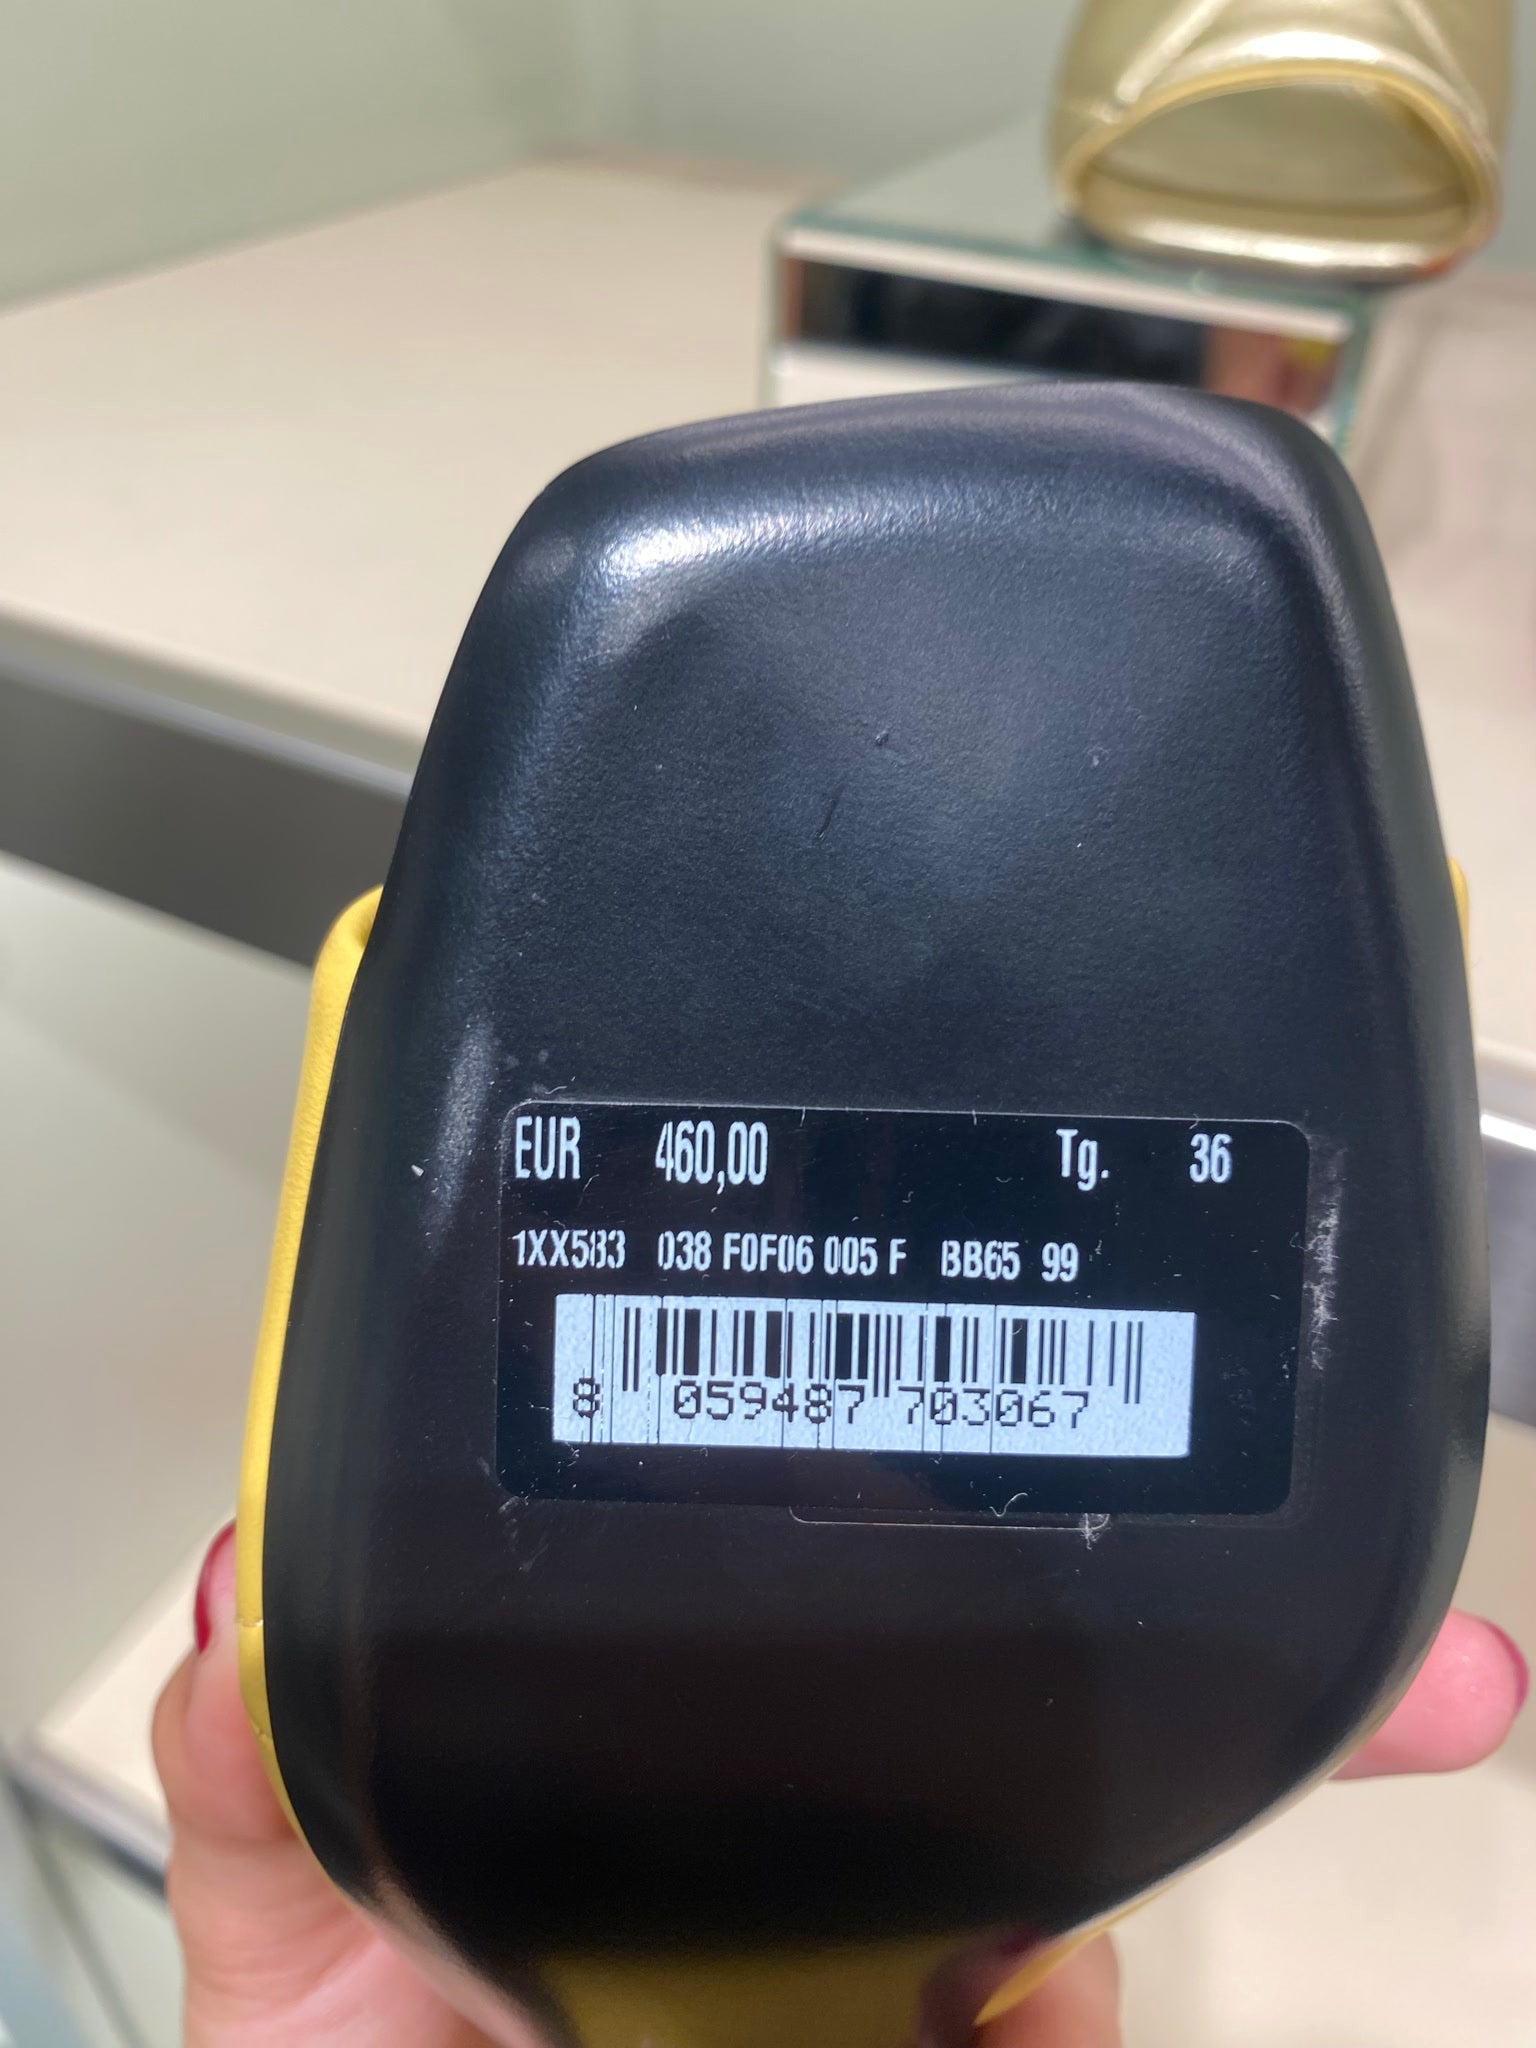 EUR 460,00 Tg. 36
1XX583 038 F0F06 005 F BB65 99
8 059487 703067